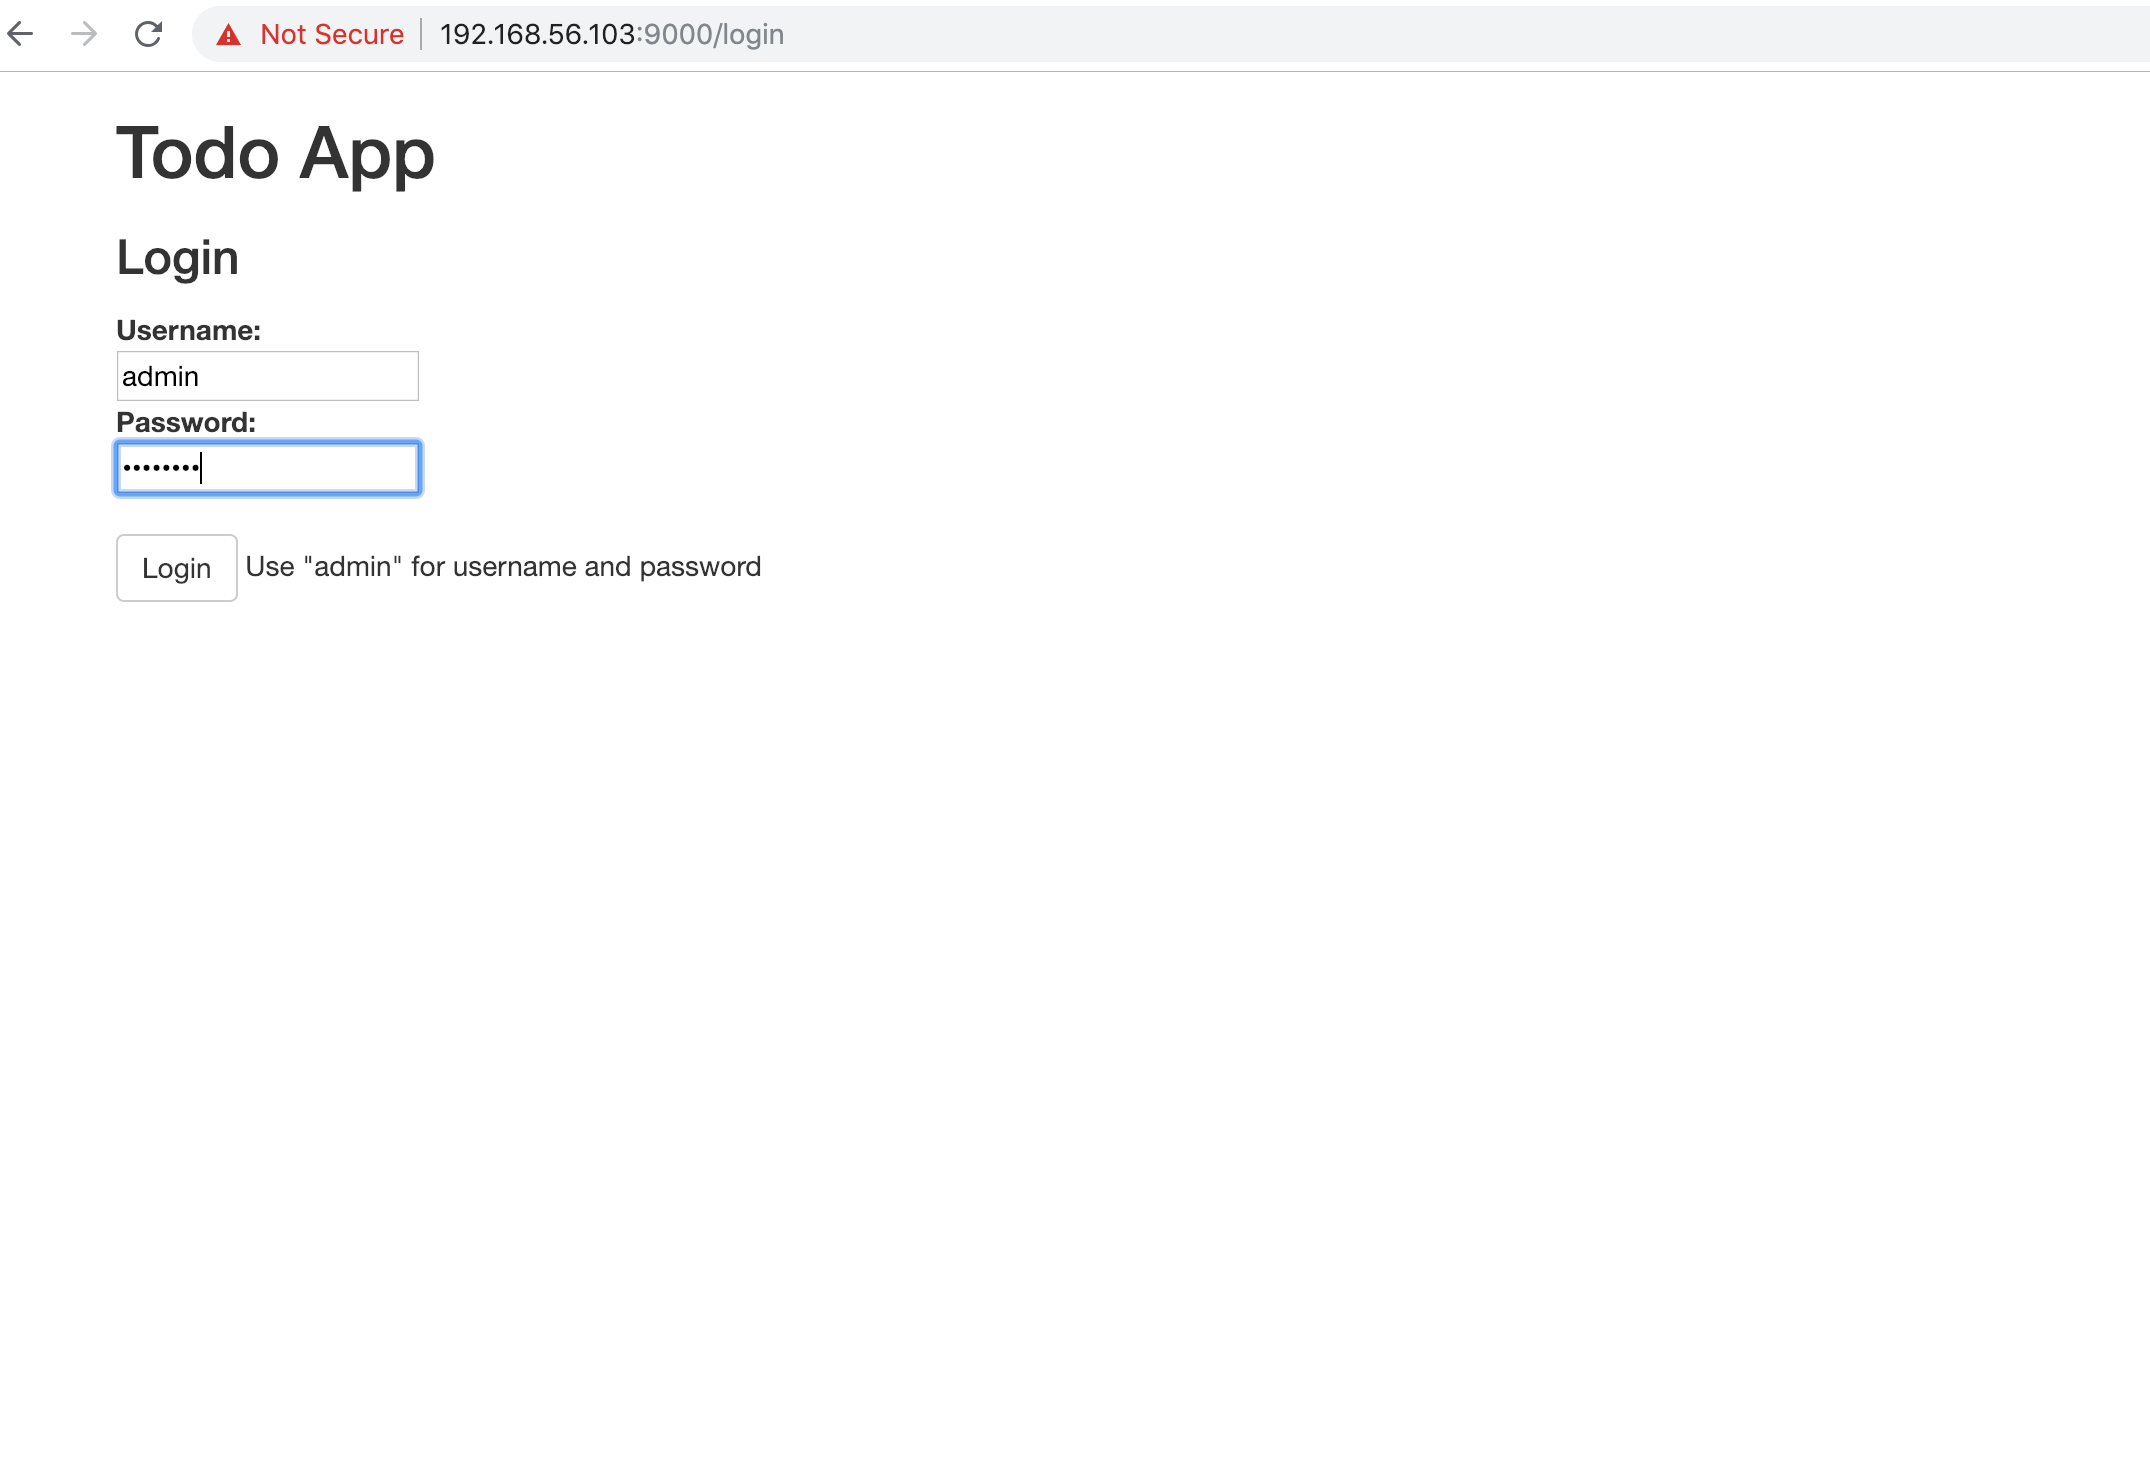 Not Secure 192.168.56.103:9000/login
Todo App
Login
Username:
admin
Password:
••••••••
Login Use "admin" for username and password